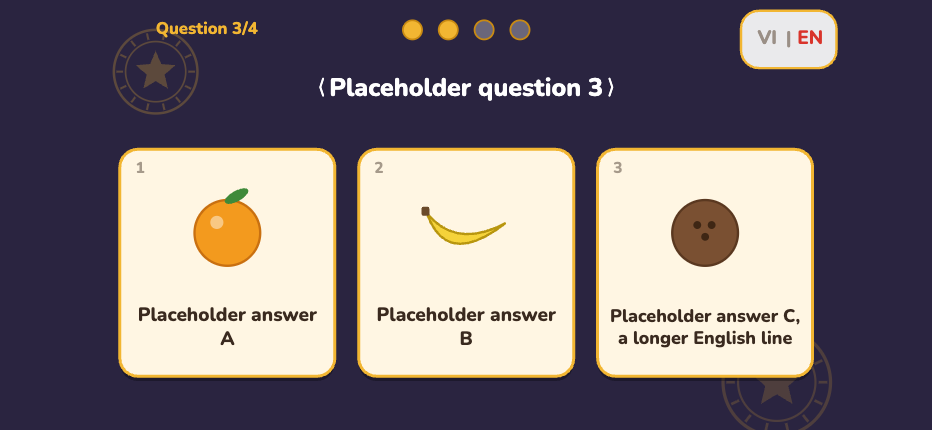 Question 3/4
VI | EN
⟨Placeholder question 3⟩
1
Placeholder answer
A
2
Placeholder answer
B
3
Placeholder answer C,
a longer English line